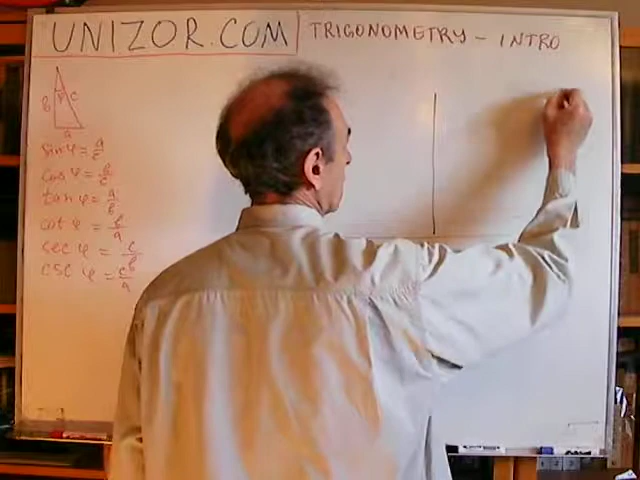 UNIZOR.COM TRIGONOMETRY - INTRO
b φ c
a
sin φ = a/c
cos φ = b/c
tan φ = a/b
cot φ = b/a
sec φ = c/b
csc φ = c/a